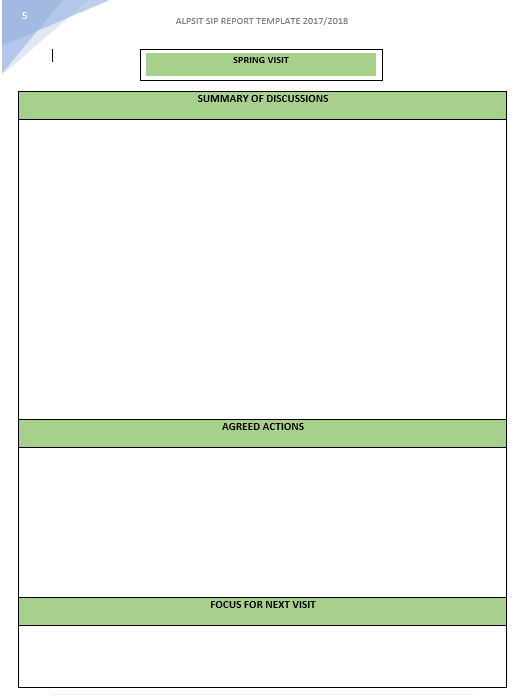 5
ALPSIT SIP REPORT TEMPLATE 2017/2018
SPRING VISIT
SUMMARY OF DISCUSSIONS
AGREED ACTIONS
FOCUS FOR NEXT VISIT